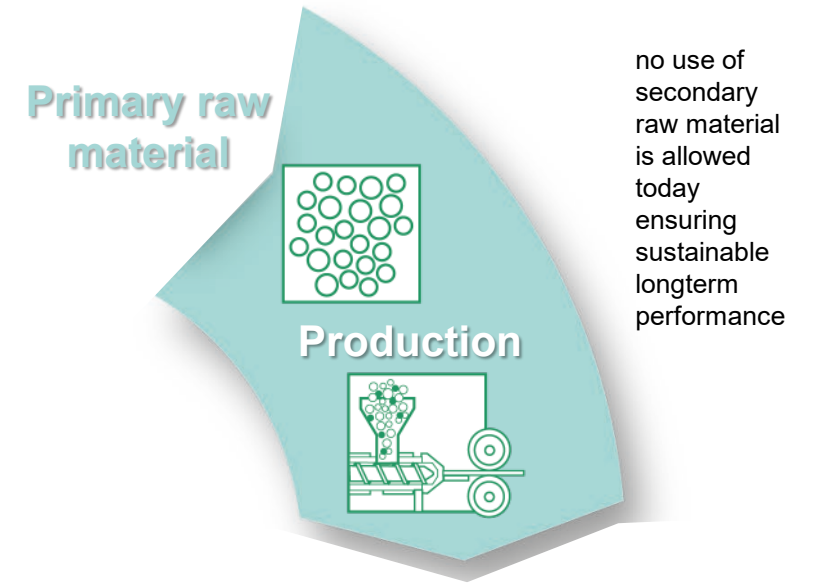 Primary raw
material
Production
no use of
secondary
raw material
is allowed
today
ensuring
sustainable
longterm
performance